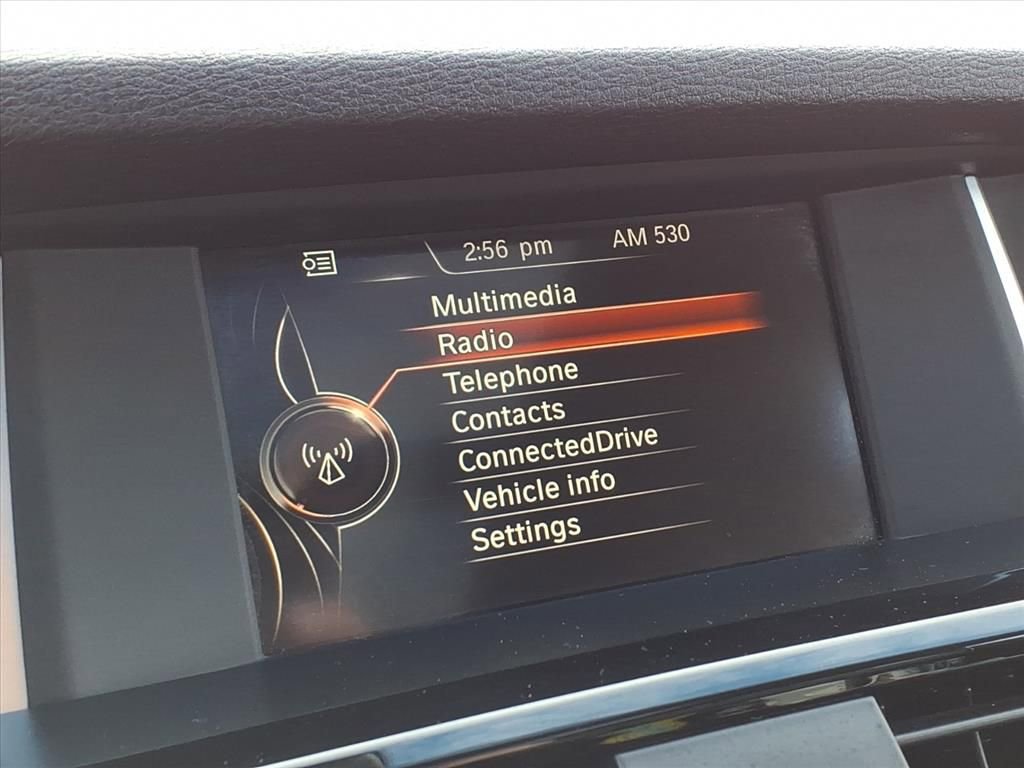 2:56 pm AM 530
Multimedia
Radio
Telephone
Contacts
ConnectedDrive
Vehicle info
Settings